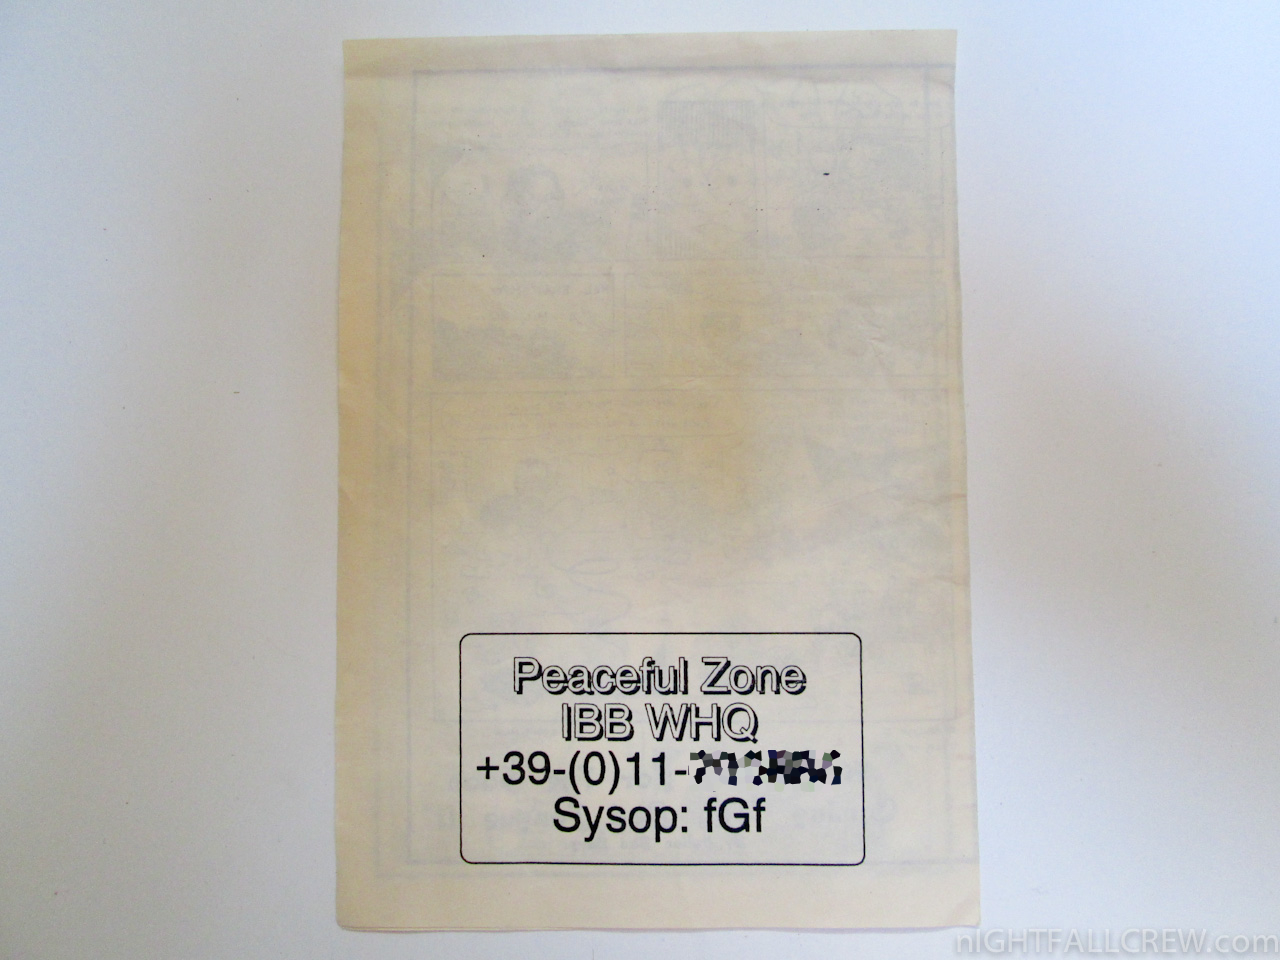 Peaceful Zone
IBB WHQ
+39-(0)11-
Sysop: fGf
nIGHTFALLCREW.com